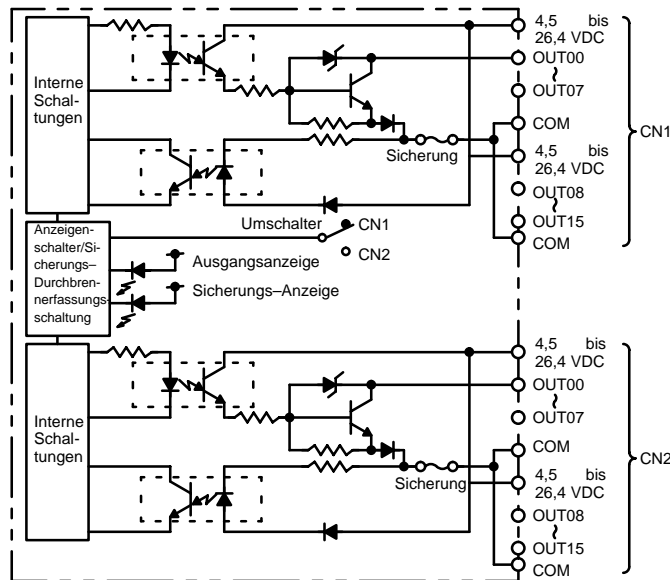 4,5 bis
26,4 VDC
OUT00
OUT07
COM
4,5 bis
26,4 VDC
OUT08
OUT15
COM
CN1
Interne
Schal-
tungen
Sicherung
Umschalter
CN1
CN2
Anzeigen-
schalter/Si-
cherungs–
Durchbren-
nerfassungs-
schaltung
Ausgangsanzeige
Sicherungs–Anzeige
4,5 bis
26,4 VDC
OUT00
OUT07
COM
4,5 bis
26,4 VDC
OUT08
OUT15
COM
CN2
Interne
Schal-
tungen
Sicherung